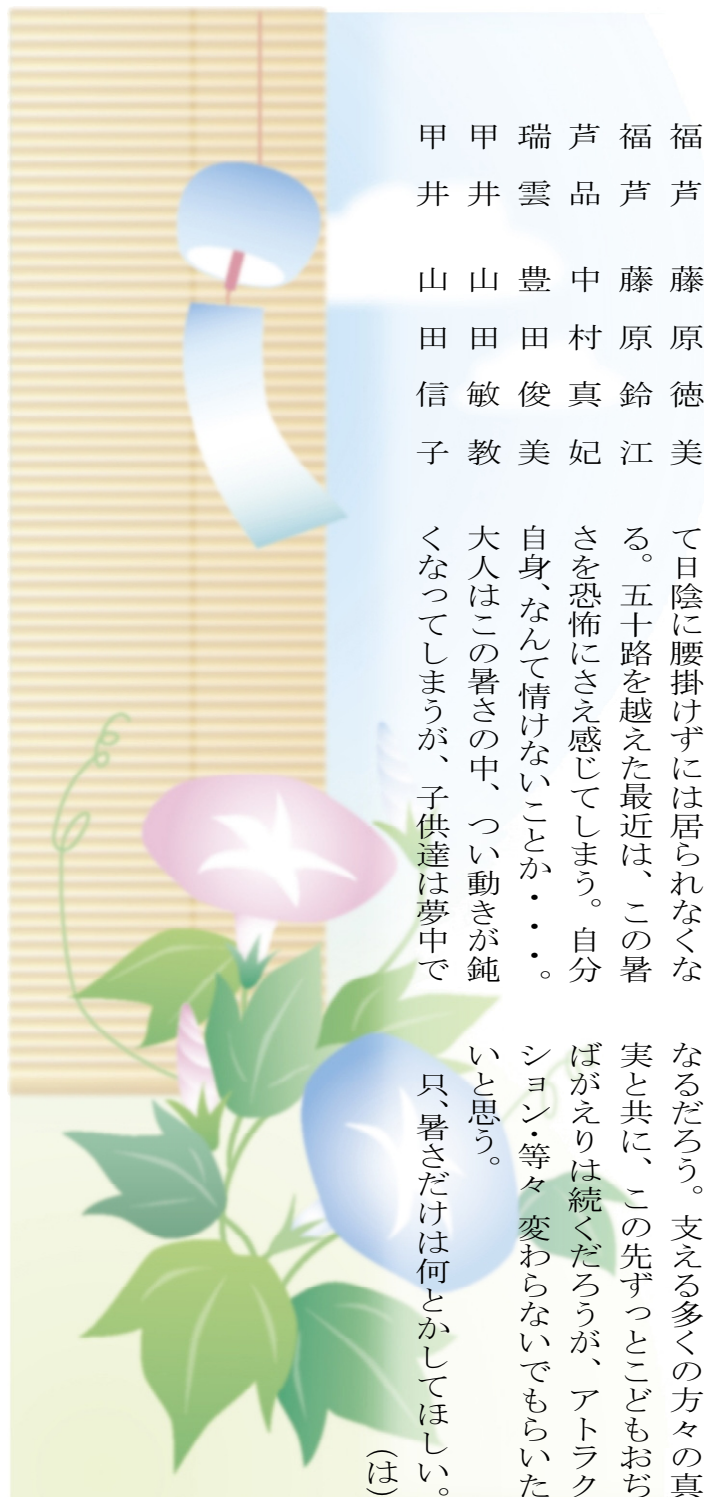 福芦 藤原徳美
福芦 藤原鈴江
芦品 中村真妃
瑞雲 豊田俊美
甲井 山田敏教
甲井 山田信子
て日陰に腰掛けずには居られなくな
る。五十路を越えた最近は、この暑
さを恐怖にさえ感じてしまう。自分
自身、なんて情けないことか・・・。
大人はこの暑さの中、つい動きが鈍
くなってしまうが、子供達は夢中で
なるだろう。支える多くの方々の真
実と共に、この先ずっとこどもおぢ
ばがえりは続くだろうが、アトラク
ション・等々 変わらないでもらいた
いと思う。
只、暑さだけは何とかしてほしい。
(は)